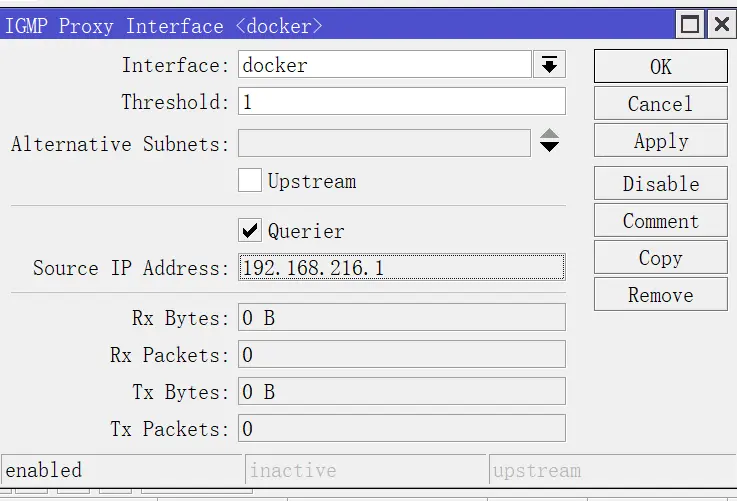 IGMP Proxy Interface <docker>
Interface: docker
OK
Threshold: 1
Cancel
Alternative Subnets:
Apply
Upstream
Disable
Querier
Comment
Source IP Address: 192.168.216.1
Copy
Remove
Rx Bytes: 0 B
Rx Packets: 0
Tx Bytes: 0 B
Tx Packets: 0
enabled
inactive
upstream